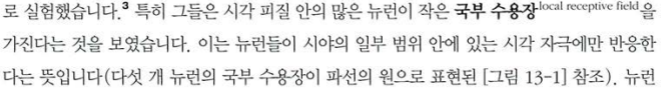 로 실험했습니다.³ 특히 그들은 시각 피질 안의 많은 뉴런이 작은 국부 수용장local receptive field을
가진다는 것을 보였습니다. 이는 뉴런들이 시야의 일부 범위 안에 있는 시각 자극에만 반응한
다는 뜻입니다(다섯 개 뉴런의 국부 수용장이 파선의 원으로 표현된 [그림 13-1] 참조). 뉴런